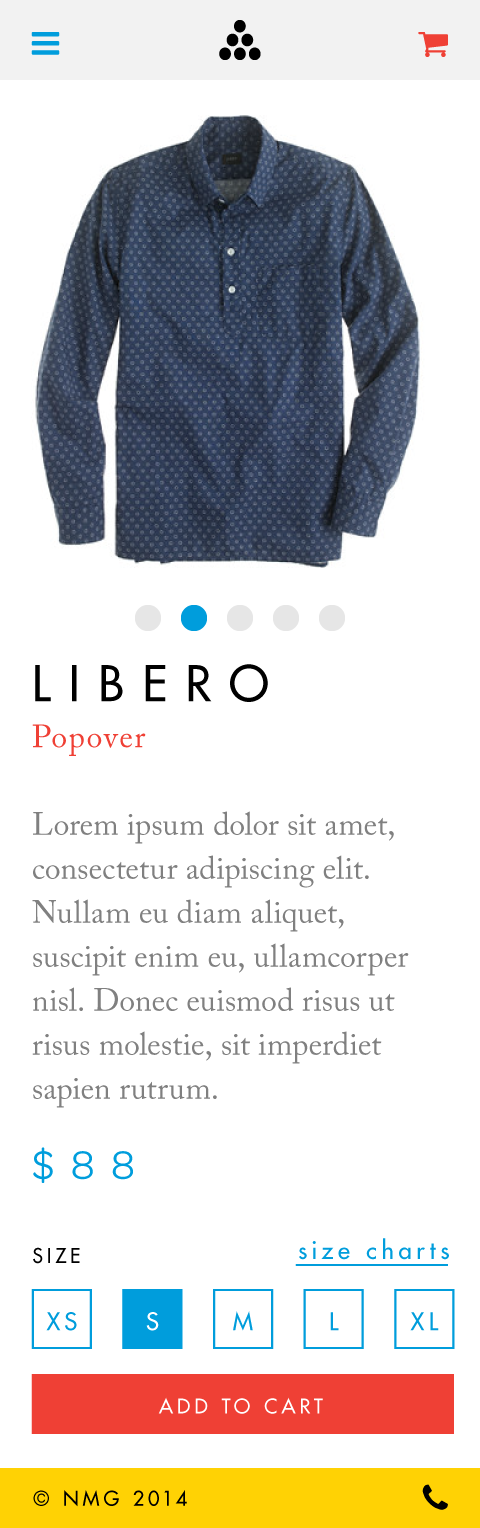 LIBERO
Popover
Lorem ipsum dolor sit amet,
consectetur adipiscing elit.
Nullam eu diam aliquet,
suscipit enim eu, ullamcorper
nisl. Donec euismod risus ut
risus molestie, sit imperdiet
sapien rutrum.
$88
SIZE size charts
XS S M L XL
ADD TO CART
© NMG 2014